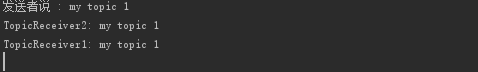 发送者说 : my topic 1
TopicReceiver2: my topic 1
TopicReceiver1: my topic 1